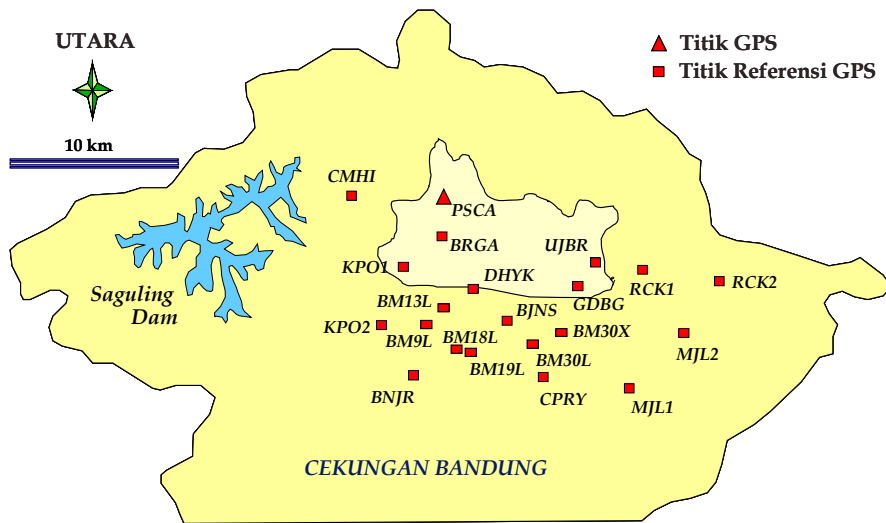 UTARA
10 km
Titik GPS
Titik Referensi GPS
CMHI
PSCA
BRGA
UJBR
KPO1
DHYK
RCK1
RCK2
GDBG
Saguling
Dam
BM13L
BJNS
KPO2
BM9L
BM18L
BM30X
MJL2
BM19L
BM30L
BNJR
CPRY
MJL1
CEKUNGAN BANDUNG